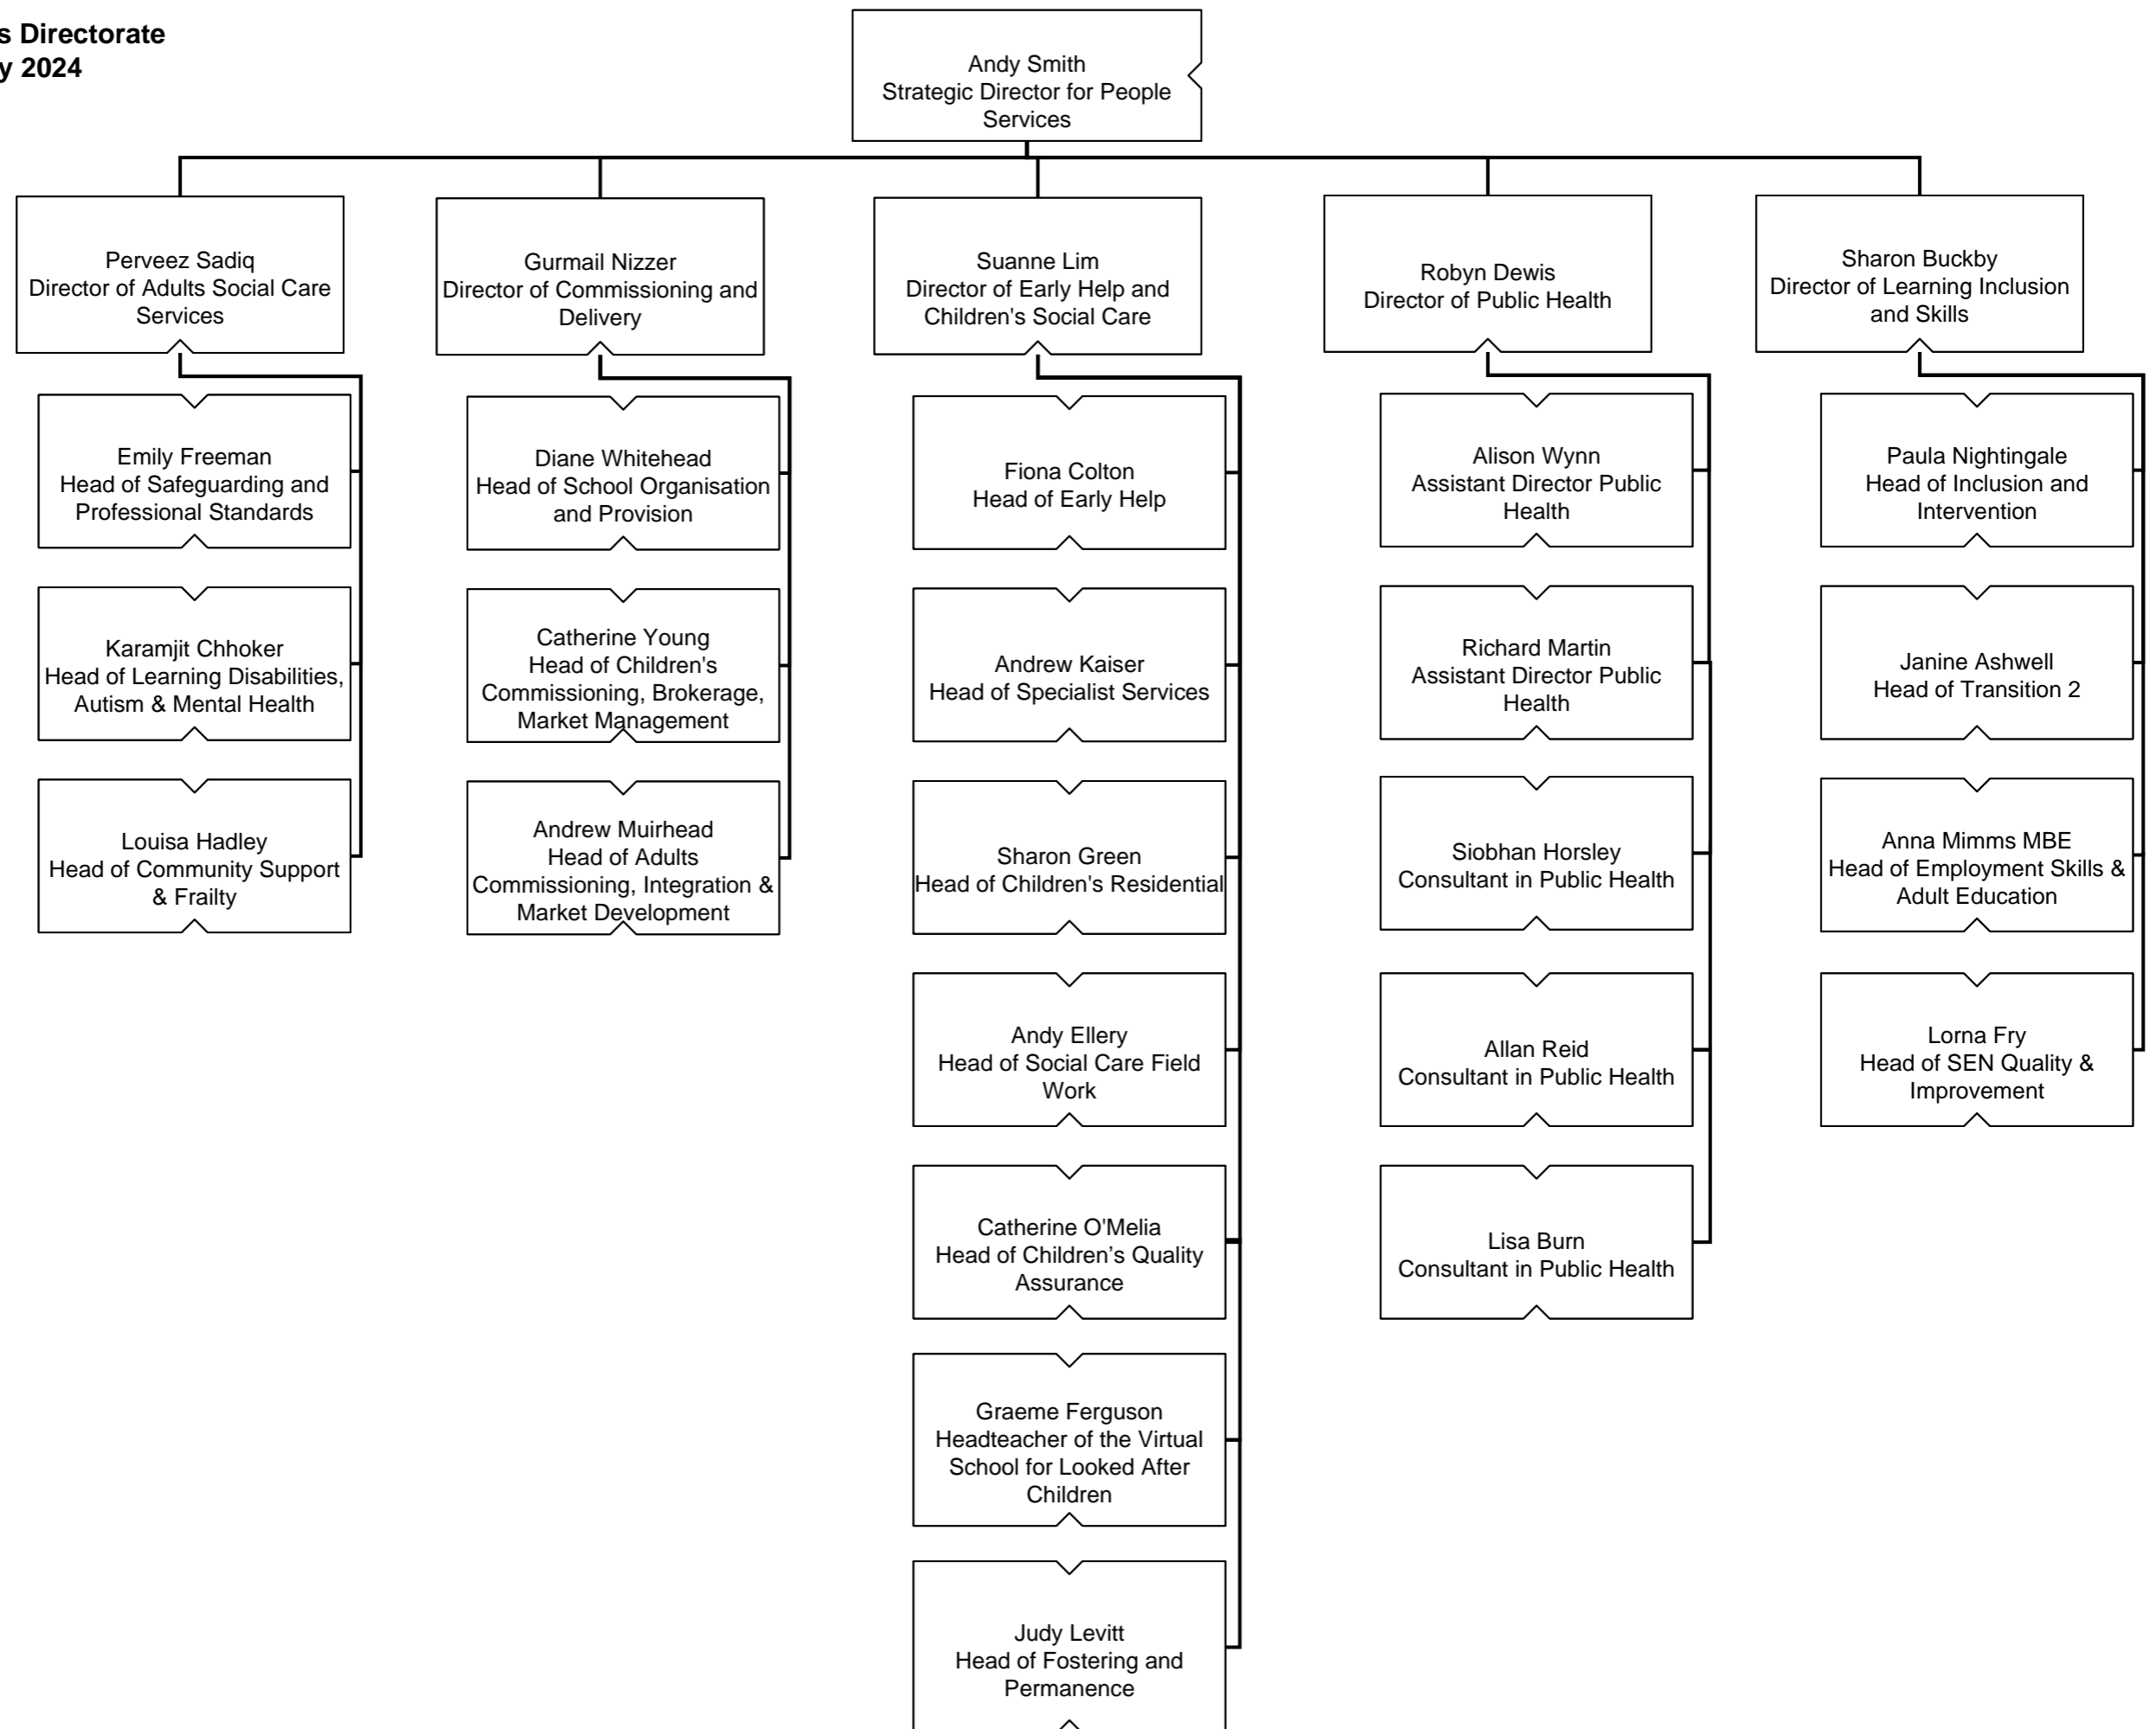 s Directorate
y 2024
Andy Smith
Strategic Director for People
Services
Perveez Sadiq
Director of Adults Social Care
Services
Emily Freeman
Head of Safeguarding and
Professional Standards
Karamjit Chhoker
Head of Learning Disabilities,
Autism & Mental Health
Louisa Hadley
Head of Community Support
& Frailty
Gurmail Nizzer
Director of Commissioning and
Delivery
Diane Whitehead
Head of School Organisation
and Provision
Catherine Young
Head of Children's
Commissioning, Brokerage,
Market Management
Andrew Muirhead
Head of Adults
Commissioning, Integration &
Market Development
Suanne Lim
Director of Early Help and
Children's Social Care
Fiona Colton
Head of Early Help
Andrew Kaiser
Head of Specialist Services
Sharon Green
Head of Children's Residential
Andy Ellery
Head of Social Care Field
Work
Catherine O'Melia
Head of Children’s Quality
Assurance
Graeme Ferguson
Headteacher of the Virtual
School for Looked After
Children
Judy Levitt
Head of Fostering and
Permanence
Robyn Dewis
Director of Public Health
Alison Wynn
Assistant Director Public
Health
Richard Martin
Assistant Director Public
Health
Siobhan Horsley
Consultant in Public Health
Allan Reid
Consultant in Public Health
Lisa Burn
Consultant in Public Health
Sharon Buckby
Director of Learning Inclusion
and Skills
Paula Nightingale
Head of Inclusion and
Intervention
Janine Ashwell
Head of Transition 2
Anna Mimms MBE
Head of Employment Skills &
Adult Education
Lorna Fry
Head of SEN Quality &
Improvement